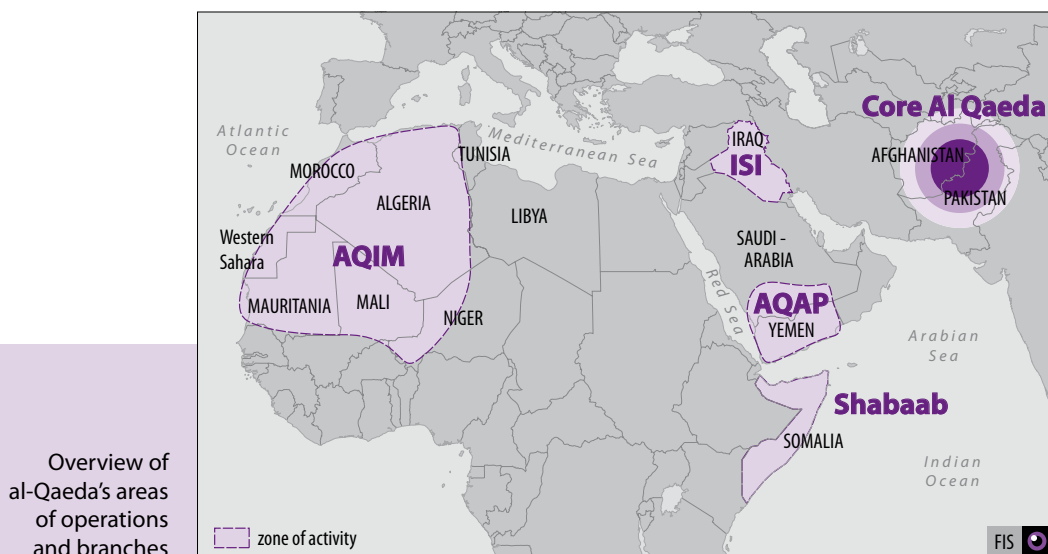 Core Al Qaeda
Atlantic
Ocean
Mediterranean Sea
IRAQ
ISI
AFGHANISTAN
PAKISTAN
MOROCCO
TUNISIA
ALGERIA
LIBYA
Western
Sahara
AQIM
SAUDI -
ARABIA
Red Sea
MAURITANIA
MALI
NIGER
AQAP
YEMEN
Arabian
Sea
Shabaab
SOMALIA
Indian
Ocean
Overview of
al-Qaeda's areas
of operations
and branches
zone of activity
FIS